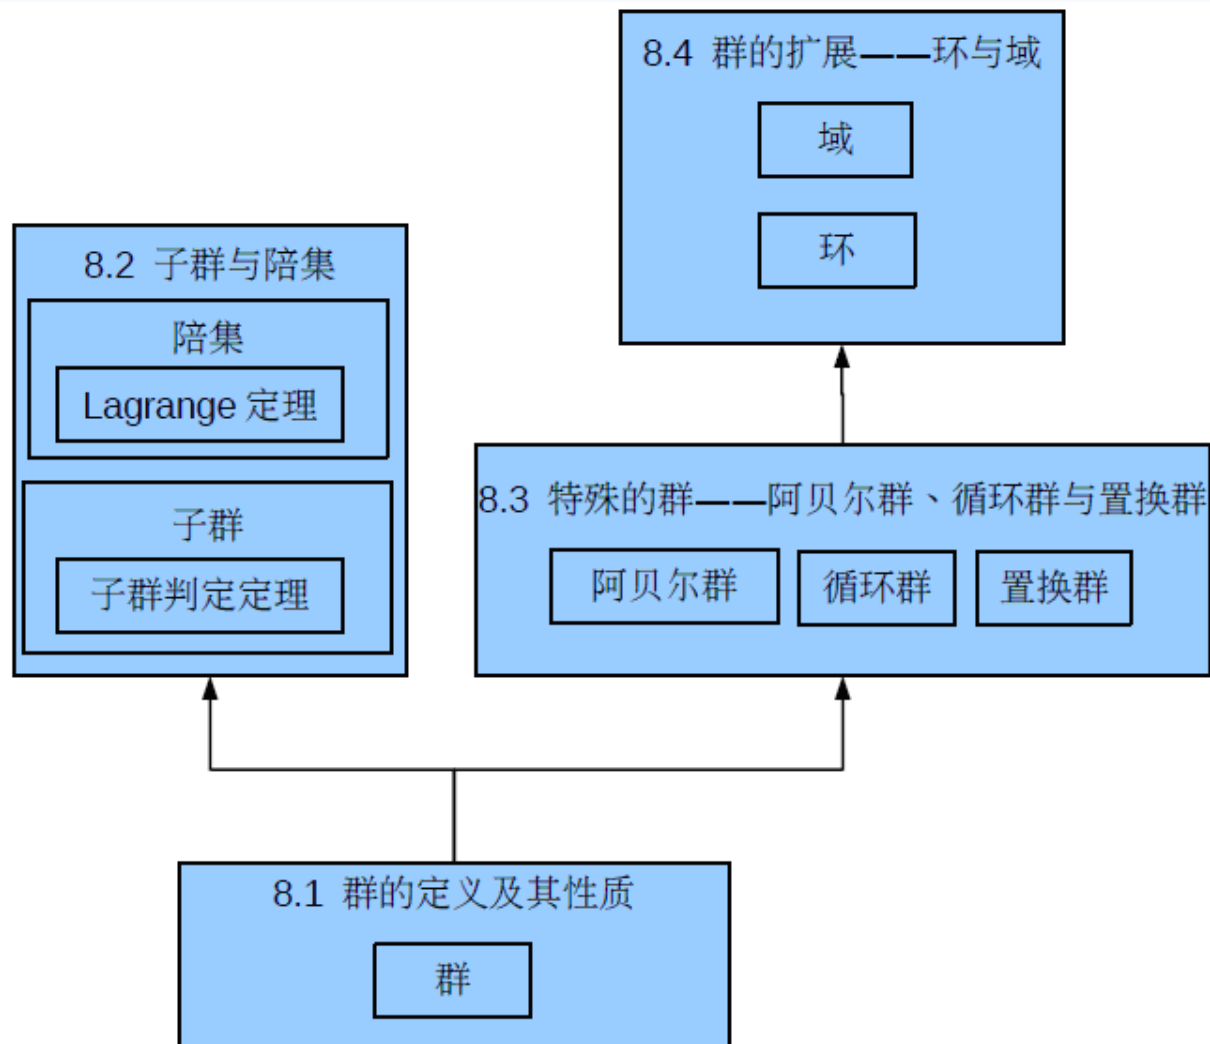 8.4 群的扩展——环与域
域
环
8.2 子群与陪集
陪集
Lagrange 定理
子群
子群判定定理
8.3 特殊的群——阿贝尔群、循环群与置换群
阿贝尔群
循环群
置换群
8.1 群的定义及其性质
群